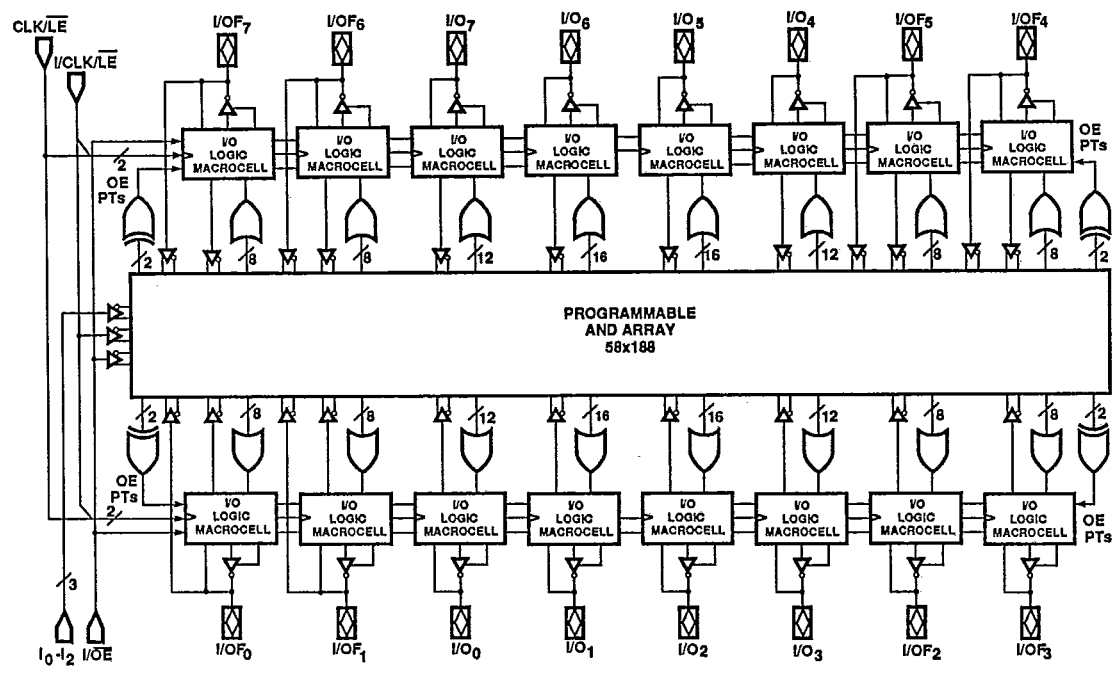 CLK/LE
I/CLK/LE
I/OF7 I/OF6 I/O7 I/O6 I/O5 I/O4 I/OF5 I/OF4
I/O LOGIC MACROCELL
I/O LOGIC MACROCELL
I/O LOGIC MACROCELL
I/O LOGIC MACROCELL
I/O LOGIC MACROCELL
I/O LOGIC MACROCELL
I/O LOGIC MACROCELL
I/O LOGIC MACROCELL
OE PTs
2
OE PTs
2 8 8 12 16 16 12 8 8 2
PROGRAMMABLE
AND ARRAY
58x188
2 8 8 12 16 16 12 8 8 2
OE PTs
2
I/O LOGIC MACROCELL
I/O LOGIC MACROCELL
I/O LOGIC MACROCELL
I/O LOGIC MACROCELL
I/O LOGIC MACROCELL
I/O LOGIC MACROCELL
I/O LOGIC MACROCELL
I/O LOGIC MACROCELL
OE PTs
3
I0-I2 I/OE
I/OF0 I/OF1 I/O0 I/O1 I/O2 I/O3 I/OF2 I/OF3